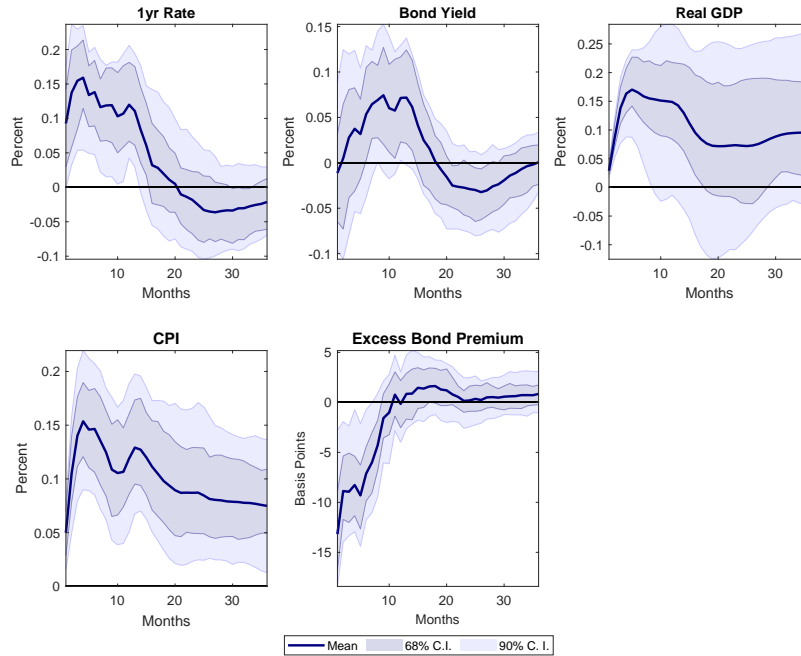 1yr Rate
Bond Yield
Real GDP
Percent
0.2
0.15
0.1
0.05
0
-0.05
-0.1
10 20 30
Months
0.15
0.1
0.05
0
-0.05
-0.1
10 20 30
Months
Percent
0.25
0.2
0.15
0.1
0.05
0
-0.05
-0.1
10 20 30
Months
CPI
Excess Bond Premium
Percent
0.2
0.15
0.1
0.05
0
10 20 30
Months
Basis Points
5
0
-5
-10
-15
10 20 30
Months
Mean 68% C.I. 90% C. I.